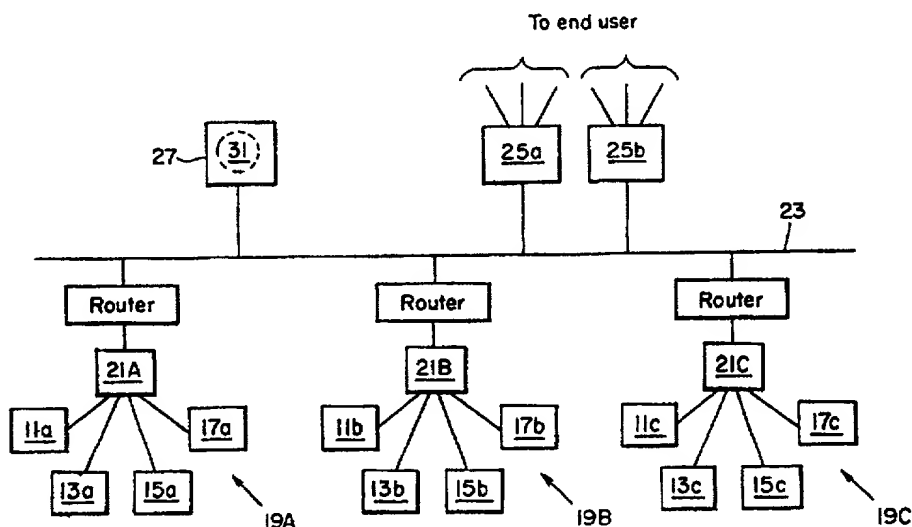 To end user
27
31
25a
25b
23
Router
Router
Router
21A
21B
21C
11a
17a
11b
17b
11c
17c
13a
15a
13b
15b
13c
15c
19A
19B
19C